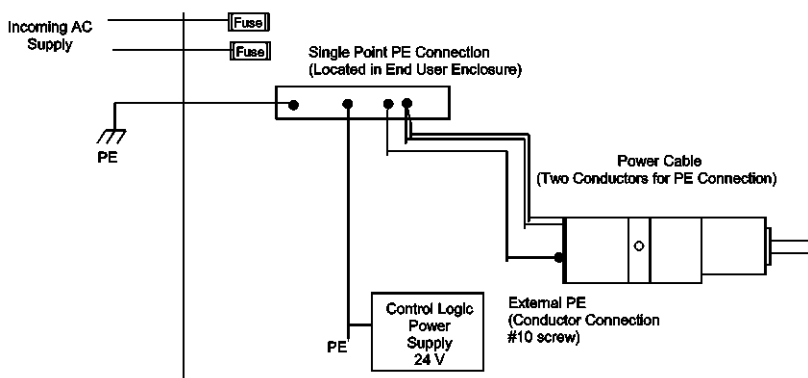 Incoming AC
Supply
Fuse
Fuse
Single Point PE Connection
(Located in End User Enclosure)
PE
Power Cable
(Two Conductors for PE Connection)
External PE
(Conductor Connection
#10 screw)
Control Logic
Power
Supply
24 V
PE